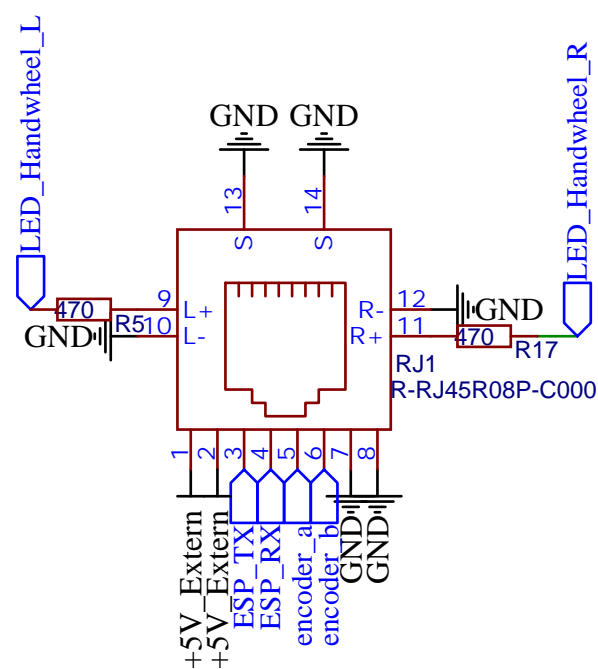 LED_Handwheel_L
LED_Handwheel_R
GND
GND
13
14
S
S
470
R5
9
L+
GND
10
L-
R-
12
GND
R+
11
470
R17
RJ1
R-RJ45R08P-C000
1
2
3
4
5
6
7
8
+5V_Extern
+5V_Extern
ESP_TX
ESP_RX
encoder_a
encoder_b
GND
GND